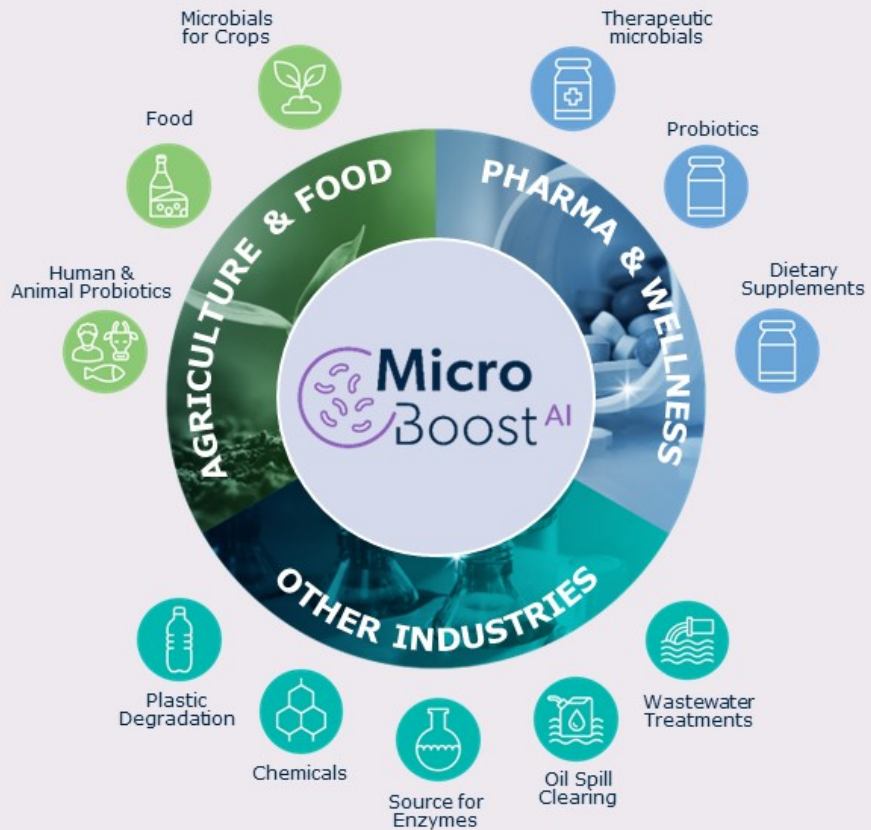 Microbials
for Crops
Therapeutic
microbials
Food
Probiotics
Human &
Animal Probiotics
Dietary
Supplements
AGRICULTURE & FOOD
PHARMA & WELLNESS
Micro
Boost AI
OTHER INDUSTRIES
Plastic
Degradation
Chemicals
Source for
Enzymes
Oil Spill
Clearing
Wastewater
Treatments